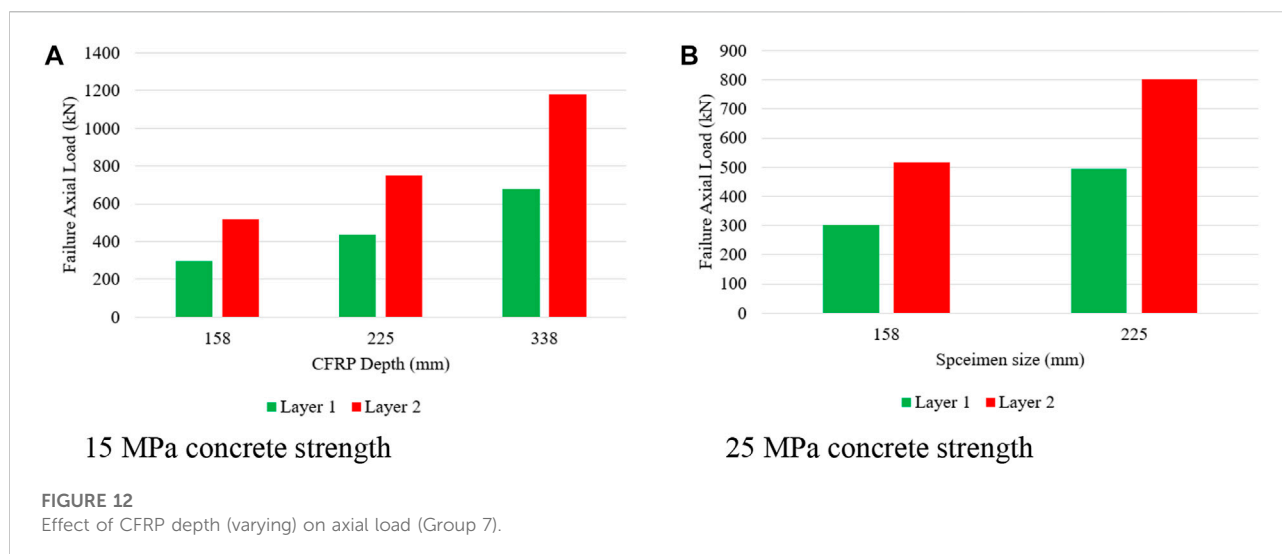 A
Failure Axial Load (kN)
1400
1200
1000
800
600
400
200
0
158 225 338
CFRP Depth (mm)
Layer 1 Layer 2
15 MPa concrete strength
B
Failure Axial Load (kN)
900
800
700
600
500
400
300
200
100
0
158 225
Spceimen size (mm)
Layer 1 Layer 2
25 MPa concrete strength
FIGURE 12
Effect of CFRP depth (varying) on axial load (Group 7).